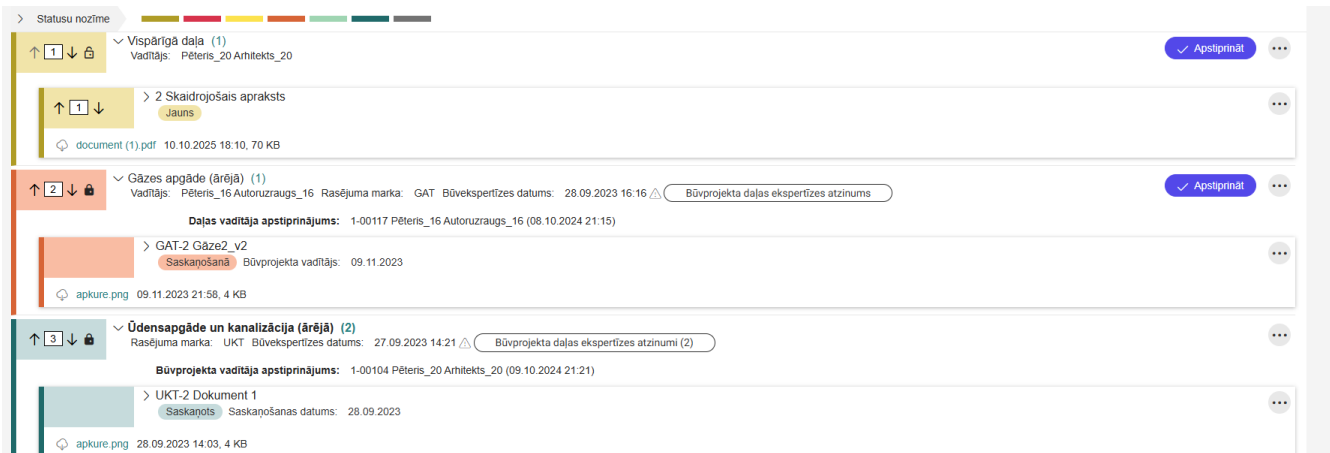 Statusu nozīme
1
Vispārīgā daļa (1)
Vadītājs: Pēteris_20 Arhitekts_20
Apstiprināt
1
2 Skaidrojošais apraksts
Jauns
document (1).pdf 10.10.2025 18:10, 70 KB
2
Gāzes apgāde (ārējā) (1)
Vadītājs: Pēteris_16 Autoruzraugs_16 Rasējuma marka: GAT Būvekspertīzes datums: 28.09.2023 16:16 Būvprojekta daļas ekspertīzes atzinums
Apstiprināt
Daļas vadītāja apstiprinājums: 1-00117 Pēteris_16 Autoruzraugs_16 (08.10.2024 21:15)
GAT-2 Gāze2_v2
Saskaņošanā Būvprojekta vadītājs: 09.11.2023
apkure.png 09.11.2023 21:58, 4 KB
3
Ūdensapgāde un kanalizācija (ārējā) (2)
Rasējuma marka: UKT Būvekspertīzes datums: 27.09.2023 14:21 Būvprojekta daļas ekspertīzes atzinumi (2)
Būvprojekta vadītāja apstiprinājums: 1-00104 Pēteris_20 Arhitekts_20 (09.10.2024 21:21)
UKT-2 Dokument 1
Saskaņots Saskaņošanas datums: 28.09.2023
apkure.png 28.09.2023 14:03, 4 KB